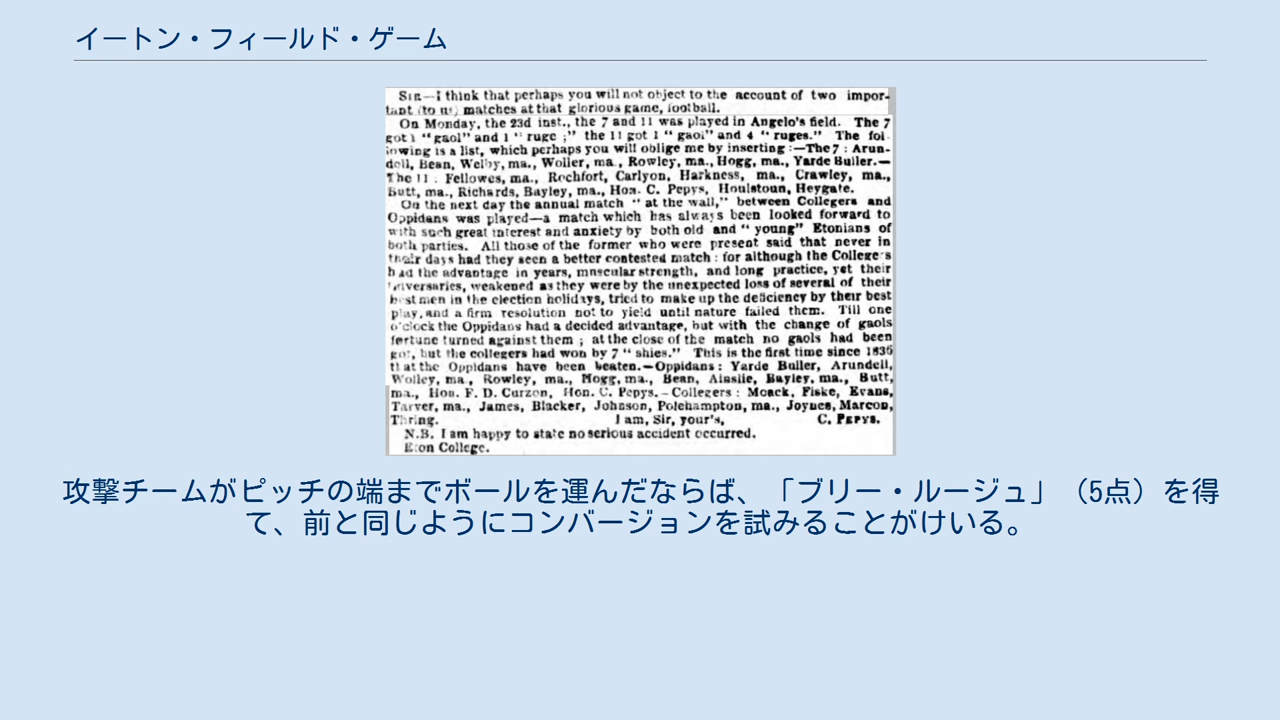 イートン・フィールド・ゲーム
SIR—I think that perhaps you will not object to the account of two impor-
tant (to us) matches at that glorious game, football.
On Monday, the 23d inst., the 7 and 11 was played in Angelo's field. The 7
got 1 "gaol" and 1 "ruge;" the 11 got 1 "gaol" and 4 "ruges." The fol-
lowing is a list, which perhaps you will oblige me by inserting:—The 7: Arun-
dell, Bean, Welby, ma., Woller, ma., Rowley, ma., Hogg, ma., Yarde Buller.—
The 11: Fellowes, ma., Rochfort, Carlyon, Harkness, ma., Crawley, ma.,
Butt, ma., Richards, Bayley, ma., Hon. C. Pepys, Houlstoun, Heygate.
On the next day the annual match "at the wall," between Collegers and
Oppidans was played—a match which has always been looked forward to
with such great interest and anxiety by both old and "young" Etonians of
both parties. All those of the former who were present said that never in
their days had they seen a better contested match: for although the Collegers
had the advantage in years, muscular strength, and long practice, yet their
adversaries, weakened as they were by the unexpected loss of several of their
best men in the election holidays, tried to make up the deficiency by their best
play, and a firm resolution not to yield until nature failed them. Till one
o'clock the Oppidans had a decided advantage, but with the change of gaols
fortune turned against them; at the close of the match no gaols had been
got, but the collegers had won by 7 "shies." This is the first time since 1836
that the Oppidans have been beaten.—Oppidans: Yarde Buller, Arundell,
Wolley, ma., Rowley, ma., Hogg, ma., Bean, Ainslie, Bayley, ma., Butt,
ma., Hon. F. D. Curzon, Hon. C. Pepys.—Collegers: Moack, Fiske, Evans,
Tarver, ma., James, Blacker, Johnson, Polehampton, ma., Joynes, Marcon,
Thring. I am, Sir, your's, C. PEPYS.
N.B. I am happy to state no serious accident occurred.
Eton College.
攻撃チームがピッチの端までボールを運んだならば、「ブリー・ルージュ」（5点）を得
て、前と同じようにコンバージョンを試みることがけいる。